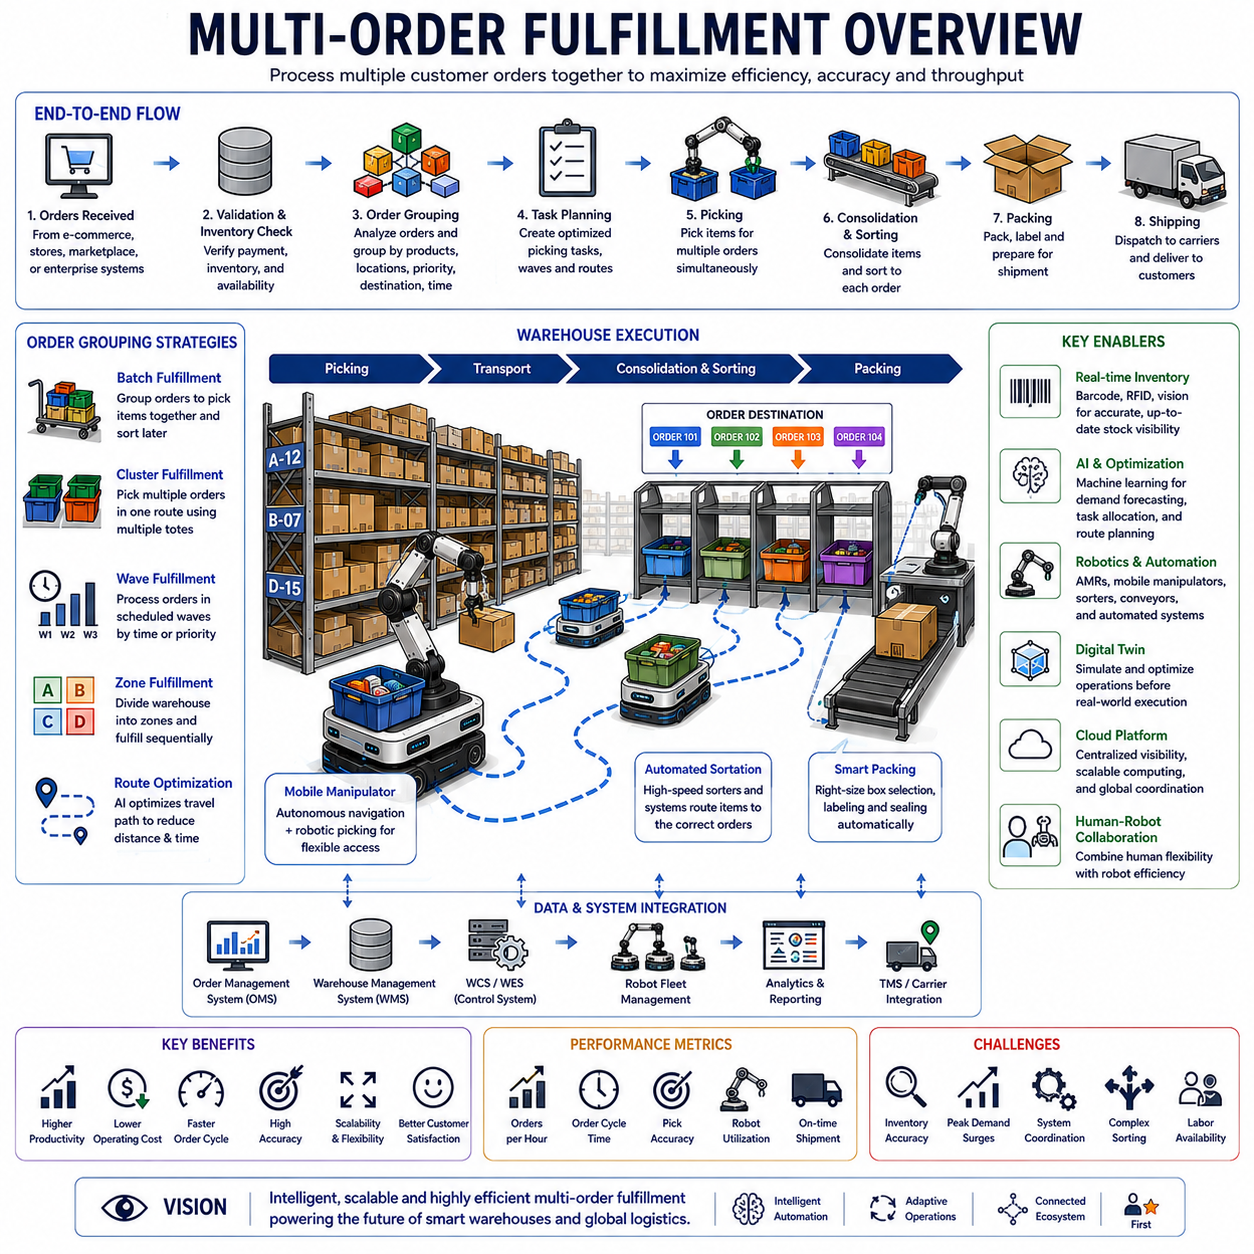 MULTI-ORDER FULFILLMENT OVERVIEW
Process multiple customer orders together to maximize efficiency, accuracy and throughput
END-TO-END FLOW
1. Orders Received
From e-commerce,
stores, marketplace,
or enterprise systems
2. Validation &
Inventory Check
Verify payment,
inventory, and
availability
3. Order Grouping
Analyze orders and
group by products,
locations, priority,
destination, time
4. Task Planning
Create optimized
picking tasks,
waves and routes
5. Picking
Pick items for
multiple orders
simultaneously
6. Consolidation
& Sorting
Consolidate items
and sort to
each order
7. Packing
Pack, label and
prepare for
shipment
8. Shipping
Dispatch to carriers
and deliver to
customers
ORDER GROUPING STRATEGIES
Batch Fulfillment
Group orders to pick
items together and
sort later
Cluster Fulfillment
Pick multiple orders
in one route using
multiple totes
W1 W2 W3
Wave Fulfillment
Process orders in
scheduled waves
by time or priority
A B
C D
Zone Fulfillment
Divide warehouse
into zones and
fulfill sequentially
Route Optimization
AI optimizes travel
path to reduce
distance & time
WAREHOUSE EXECUTION
Picking
Transport
Consolidation & Sorting
Packing
A-12
B-07
D-15
ORDER DESTINATION
ORDER 101
ORDER 102
ORDER 103
ORDER 104
Mobile Manipulator
Autonomous navigation
+ robotic picking for
flexible access
Automated Sortation
High-speed sorters and
systems route items to
the correct orders
Smart Packing
Right-size box selection,
labeling and sealing
automatically
KEY ENABLERS
Real-time Inventory
Barcode, RFID, vision
for accurate, up-to-
date stock visibility
AI & Optimization
Machine learning for
demand forecasting,
task allocation, and
route planning
Robotics & Automation
AMRs, mobile manipulators,
sorters, conveyors,
and automated systems
Digital Twin
Simulate and optimize
operations before
real-world execution
Cloud Platform
Centralized visibility,
scalable computing,
and global coordination
Human-Robot
Collaboration
Combine human flexibility
with robot efficiency
DATA & SYSTEM INTEGRATION
Order Management
System (OMS)
Warehouse Management
System (WMS)
WCS / WES
(Control System)
Robot Fleet
Management
Analytics &
Reporting
TMS / Carrier
Integration
KEY BENEFITS
Higher
Productivity
Lower
Operating Cost
Faster
Order Cycle
High
Accuracy
Scalability
& Flexibility
Better Customer
Satisfaction
PERFORMANCE METRICS
Orders
per Hour
Order Cycle
Time
Pick
Accuracy
Robot
Utilization
On-time
Shipment
CHALLENGES
Inventory
Accuracy
Peak Demand
Surges
System
Coordination
Complex
Sorting
Labor
Availability
VISION
Intelligent, scalable and highly efficient multi-order fulfillment
powering the future of smart warehouses and global logistics.
Intelligent
Automation
Adaptive
Operations
Connected
Ecosystem
First